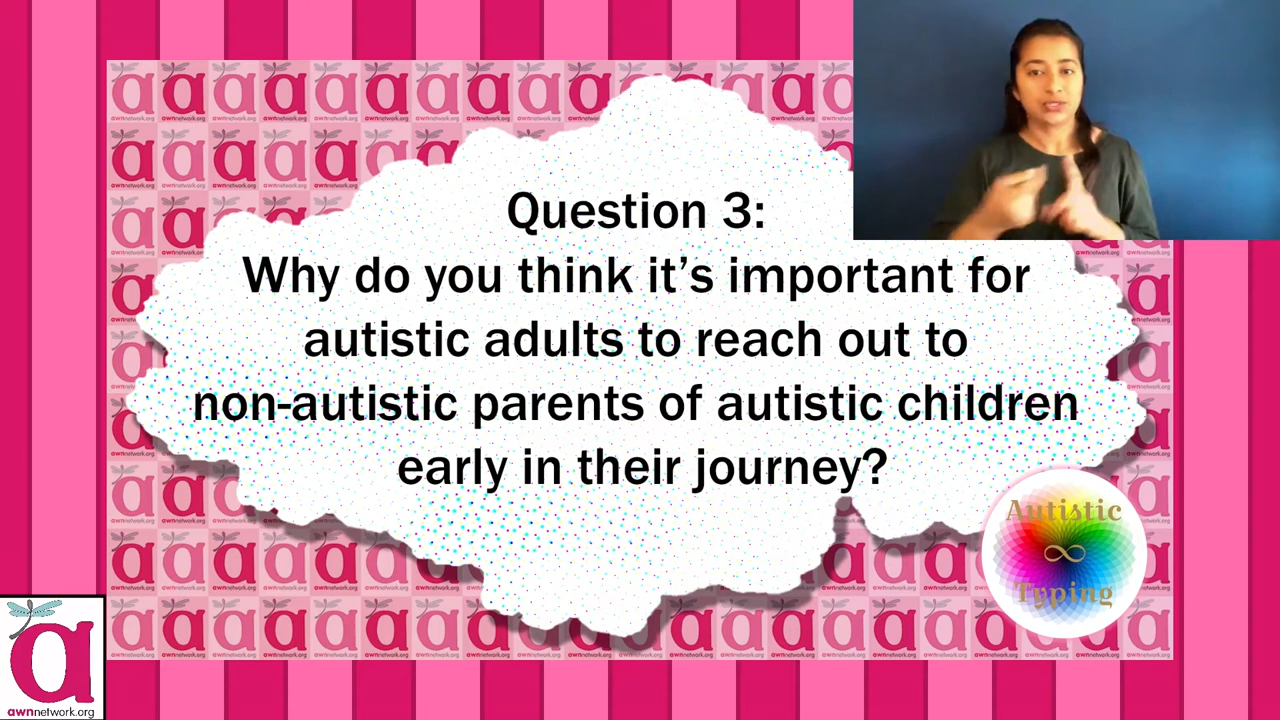 Question 3:
Why do you think it’s important for
autistic adults to reach out to
non-autistic parents of autistic children
early in their journey?
Autistic
Typing
a
awnnetwork.org